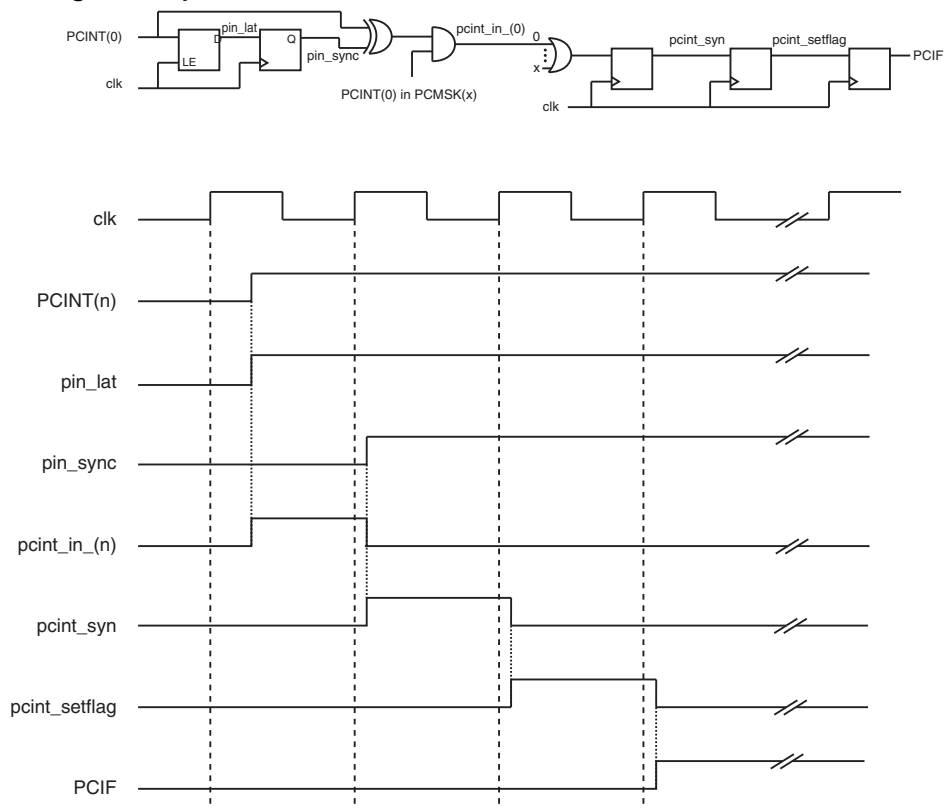 PCINT(0)
pin_lat
D
Q
LE
pin_sync
clk
pcint_in_(0)
0
x
PCINT(0) in PCMSK(x)
pcint_syn
pcint_setflag
PCIF
clk
clk
PCINT(n)
pin_lat
pin_sync
pcint_in_(n)
pcint_syn
pcint_setflag
PCIF